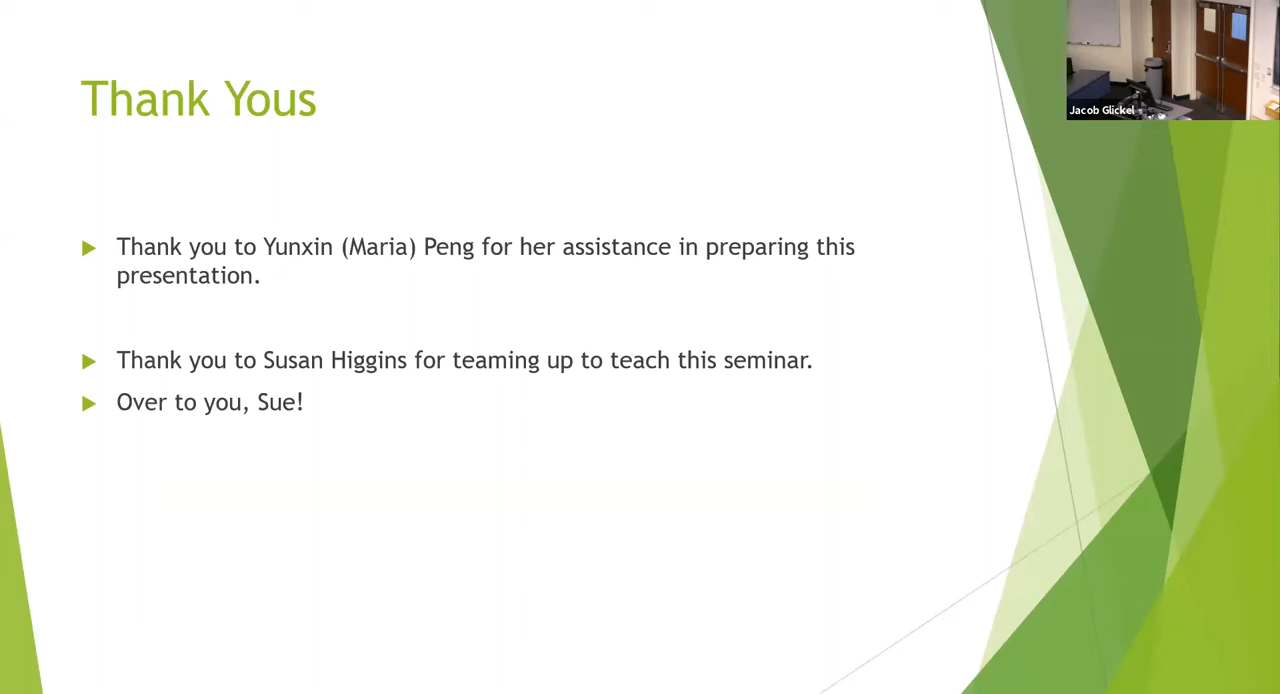 Thank Yous
Jacob Glickel
Thank you to Yunxin (Maria) Peng for her assistance in preparing this
presentation.
Thank you to Susan Higgins for teaming up to teach this seminar.
Over to you, Sue!